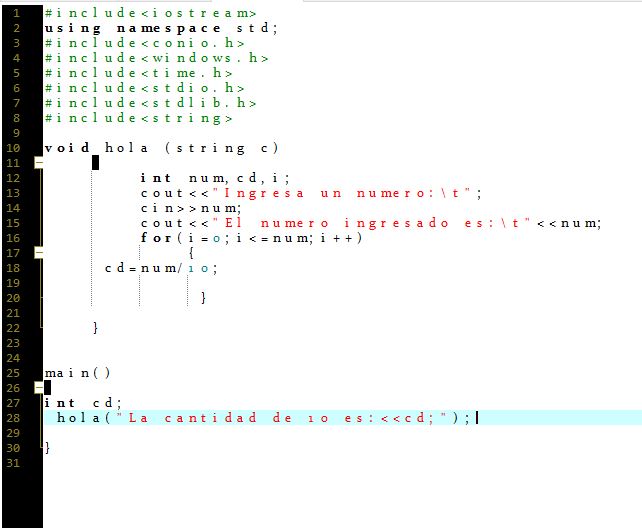 1 #include<iostream>
2 using namespace std;
3 #include<conio.h>
4 #include<windows.h>
5 #include<time.h>
6 #include<stdio.h>
7 #include<stdlib.h>
8 #include<string>
9
10 void hola (string c)
11
12 int num,cd,i;
13 cout<<"Ingresa un numero:\t";
14 cin>>num;
15 cout<<"El numero ingresado es:\t"<<num;
16 for(i=0;i<=num;i++)
17 {
18 cd=num/10;
19
20 }
21
22 }
23
24
25 main()
26
27 int cd;
28 hola("La cantidad de 10 es:<<cd;");
29
30 }
31